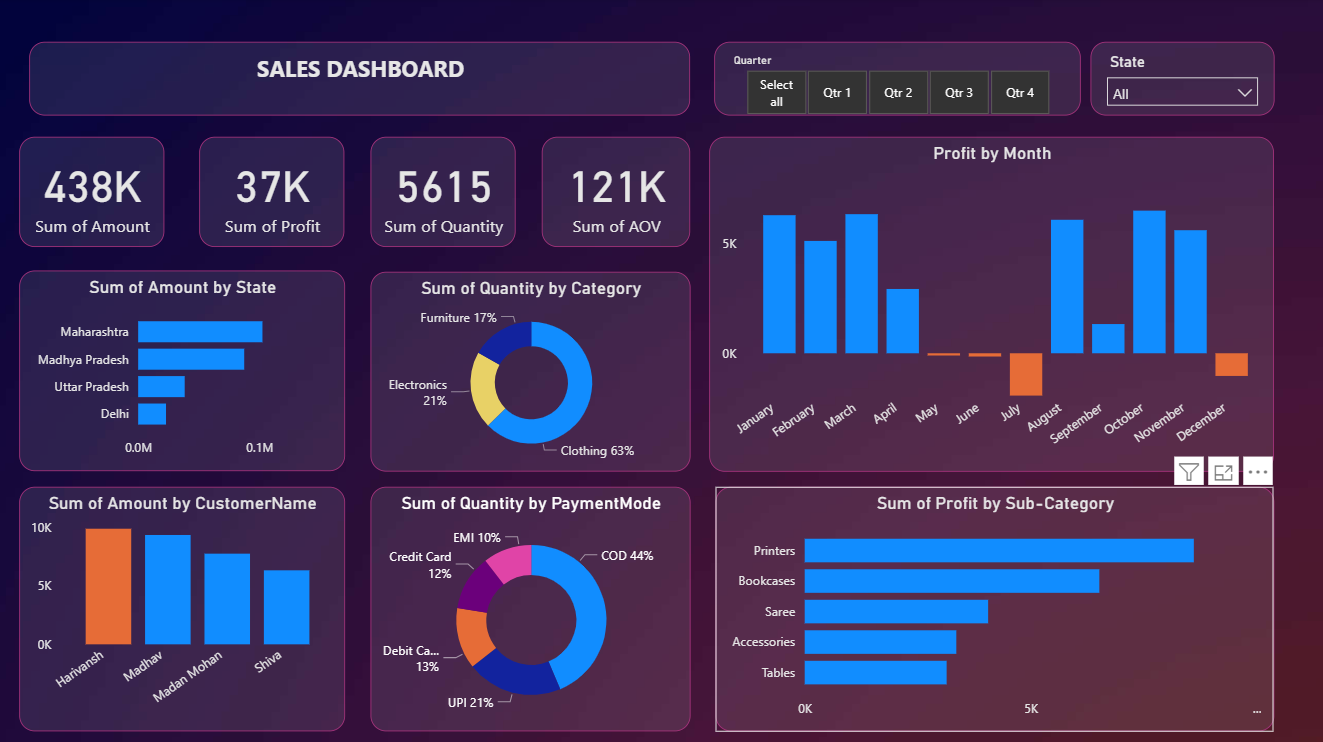 SALES DASHBOARD
Quarter
Select
all
Qtr 1
Qtr 2
Qtr 3
Qtr 4
State
All
438K
Sum of Amount
37K
Sum of Profit
5615
Sum of Quantity
121K
Sum of AOV
Profit by Month
5K
0K
January
February
March
April
May
June
July
August
September
October
November
December
Sum of Amount by State
Maharashtra
Madhya Pradesh
Uttar Pradesh
Delhi
0.0M
0.1M
Sum of Quantity by Category
Furniture 17%
Electronics
21%
Clothing 63%
Sum of Amount by CustomerName
10K
5K
0K
Harivansh
Madhav
Madan Mohan
Shiva
Sum of Quantity by PaymentMode
EMI 10%
Credit Card
12%
COD 44%
Debit Ca...
13%
UPI 21%
Sum of Profit by Sub-Category
Printers
Bookcases
Saree
Accessories
Tables
0K
5K
...